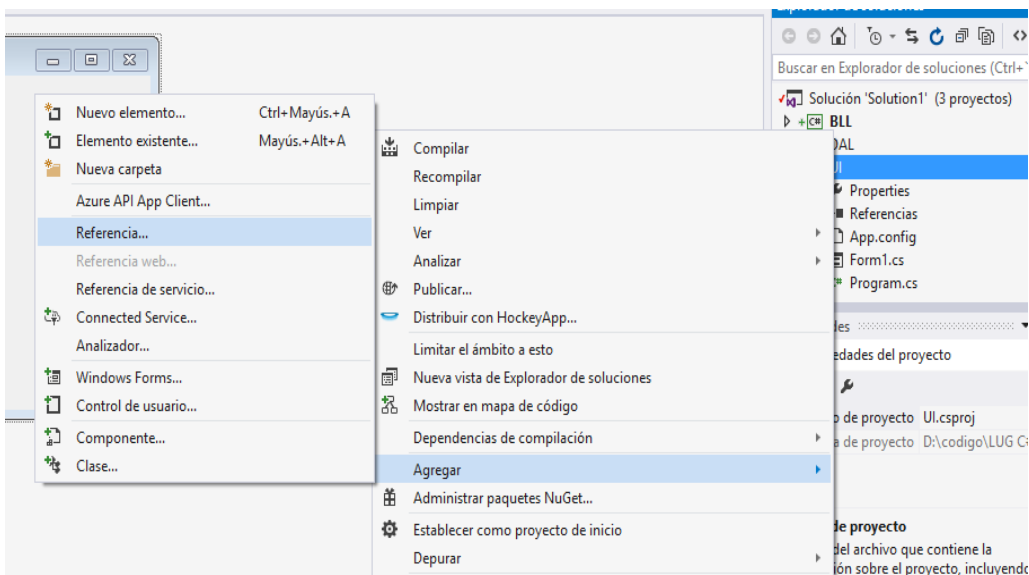 Buscar en Explorador de soluciones (Ctrl+
Solución 'Solution1' (3 proyectos)
C# BLL
Properties
Referencias
App.config
Form1.cs
Program.cs
Nuevo elemento... Ctrl+Mayús.+A
Elemento existente... Mayús.+Alt+A
Nueva carpeta
Azure API App Client...
Referencia...
Referencia web...
Referencia de servicio...
Connected Service...
Analizador...
Windows Forms...
Control de usuario...
Componente...
Clase...
Compilar
Recompilar
Limpiar
Ver
Analizar
Publicar...
Distribuir con HockeyApp...
Limitar el ámbito a esto
Nueva vista de Explorador de soluciones
Mostrar en mapa de código
Dependencias de compilación
Agregar
Administrar paquetes NuGet...
Establecer como proyecto de inicio
Depurar
edades del proyecto
de proyecto UI.csproj
de proyecto D:\codigo\LUG C#
de proyecto
del archivo que contiene la
ión sobre el proyecto, incluyendo